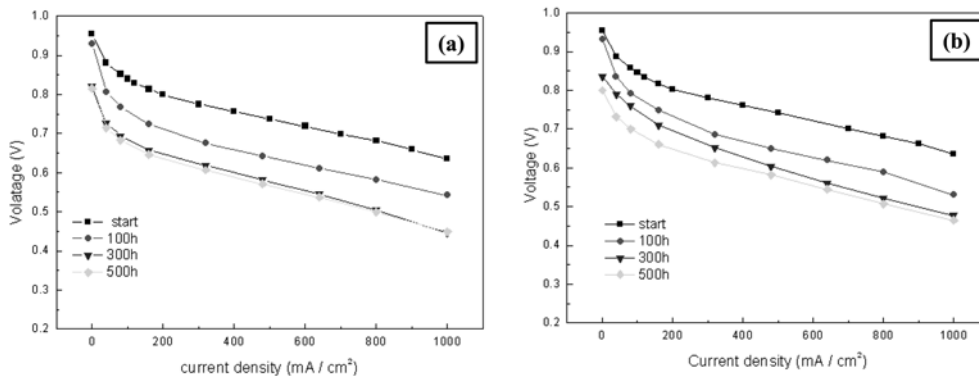 (a)
1.0
0.9
0.8
0.7
0.6
0.5
0.4
0.3
0.2
Volatage (V)
start
100h
300h
500h
0 200 400 600 800 1000
current density (mA / cm²)
(b)
1.0
0.9
0.8
0.7
0.6
0.5
0.4
0.3
0.2
Voltage (V)
start
100h
300h
500h
0 200 400 600 800 1000
Current density (mA / cm²)